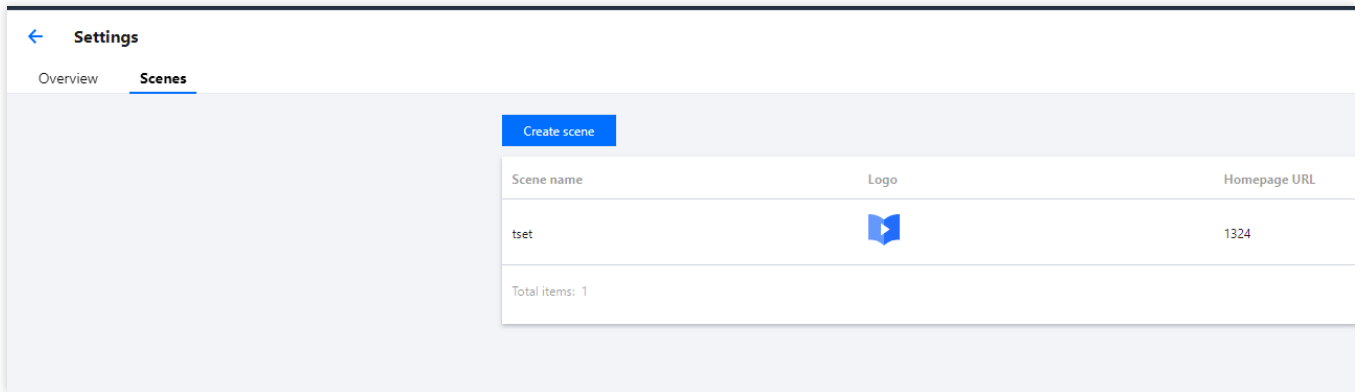 Settings
Overview Scenes
Create scene
Scene name Logo Homepage URL
tset 1324
Total items: 1